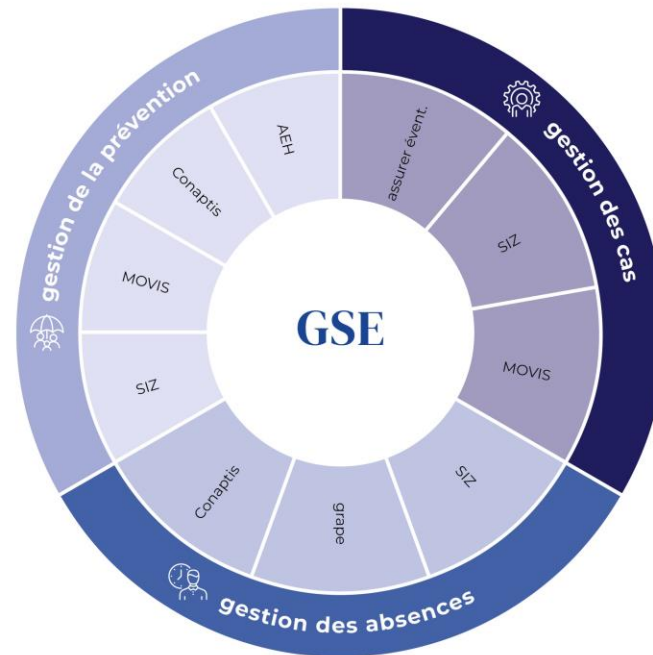 GSE
gestion des cas
assurer évent.
SIZ
MOVIS
gestion des absences
SIZ
grape
Conaptis
gestion de la prévention
SIZ
MOVIS
Conaptis
AEH